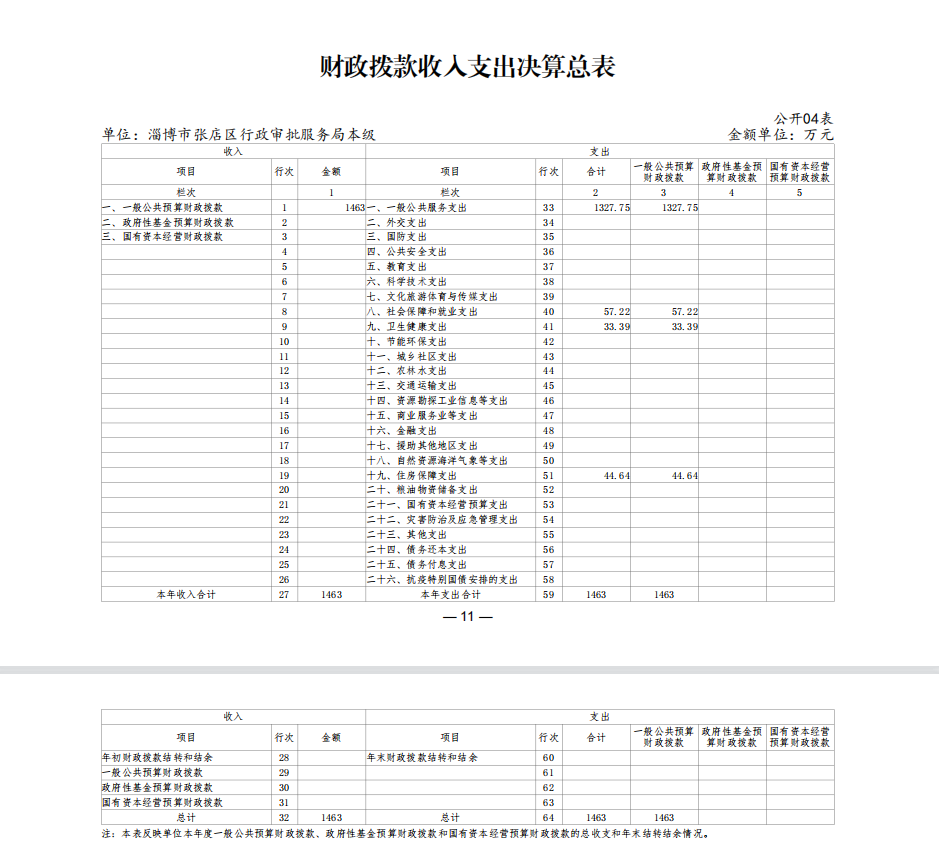 财政拨款收入支出决算总表
公开04表
单位：淄博市张店区行政审批服务局本级 金额单位：万元
收入 支出
项目 行次 金额 项目 行次 合计 一般公共预算财政拨款 政府性基金预算财政拨款 国有资本经营预算财政拨款
栏次 1 栏次 2 3 4 5
一、一般公共预算财政拨款 1 1463 一、一般公共服务支出 33 1327.75 1327.75
二、政府性基金预算财政拨款 2 二、外交支出 34
三、国有资本经营财政拨款 3 三、国防支出 35
4 四、公共安全支出 36
5 五、教育支出 37
6 六、科学技术支出 38
7 七、文化旅游体育与传媒支出 39
8 八、社会保障和就业支出 40 57.22 57.22
9 九、卫生健康支出 41 33.39 33.39
10 十、节能环保支出 42
11 十一、城乡社区支出 43
12 十二、农林水支出 44
13 十三、交通运输支出 45
14 十四、资源勘探工业信息等支出 46
15 十五、商业服务业等支出 47
16 十六、金融支出 48
17 十七、援助其他地区支出 49
18 十八、自然资源海洋气象等支出 50
19 十九、住房保障支出 51 44.64 44.64
20 二十、粮油物资储备支出 52
21 二十一、国有资本经营预算支出 53
22 二十二、灾害防治及应急管理支出 54
23 二十三、其他支出 55
24 二十四、债务还本支出 56
25 二十五、债务付息支出 57
26 二十六、抗疫特别国债安排的支出 58
本年收入合计 27 1463 本年支出合计 59 1463 1463
— 11 —
收入 支出
项目 行次 金额 项目 行次 合计 一般公共预算财政拨款 政府性基金预算财政拨款 国有资本经营预算财政拨款
年初财政拨款结转和结余 28 年末财政拨款结转和结余 60
一般公共预算财政拨款 29 61
政府性基金预算财政拨款 30 62
国有资本经营预算财政拨款 31 63
总计 32 1463 总计 64 1463 1463
注：本表反映单位本年度一般公共预算财政拨款、政府性基金预算财政拨款和国有资本经营预算财政拨款的总收支和年末结转结余情况。